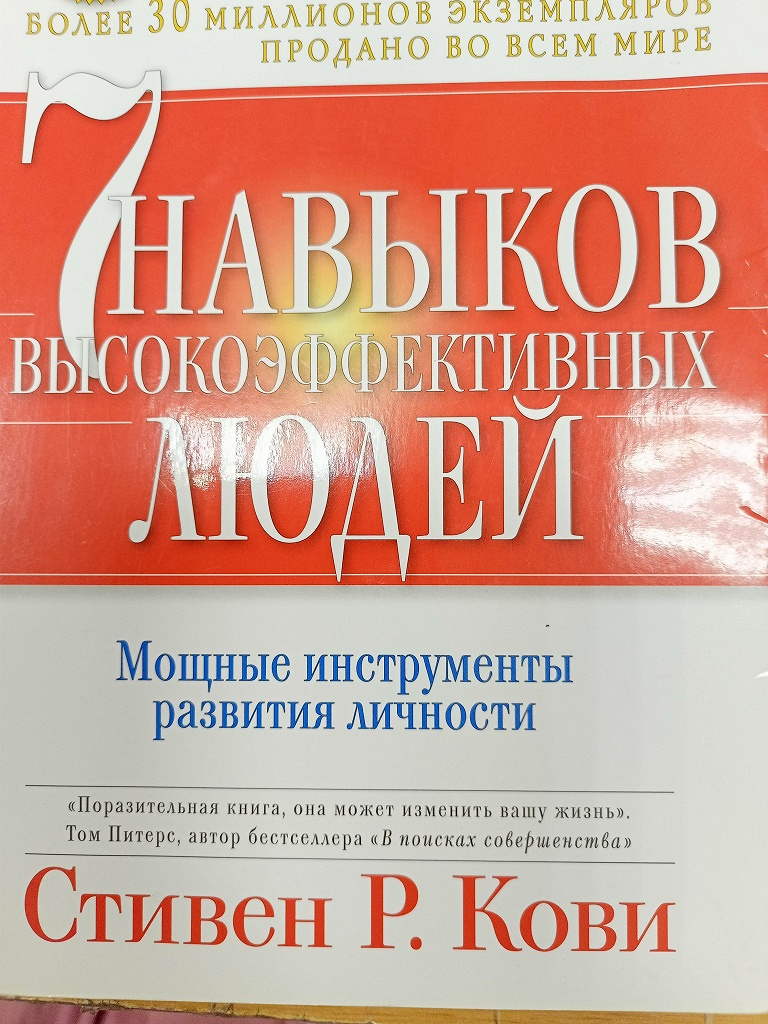 БОЛЕЕ 30 МИЛЛИОНОВ ЭКЗЕМПЛЯРОВ
ПРОДАНО ВО ВСЕМ МИРЕ
7 НАВЫКОВ
ВЫСОКОЭФФЕКТИВНЫХ
ЛЮДЕЙ
Мощные инструменты
развития личности
«Поразительная книга, она может изменить вашу жизнь».
Том Питерс, автор бестселлера «В поисках совершенства»
Стивен Р. Кови